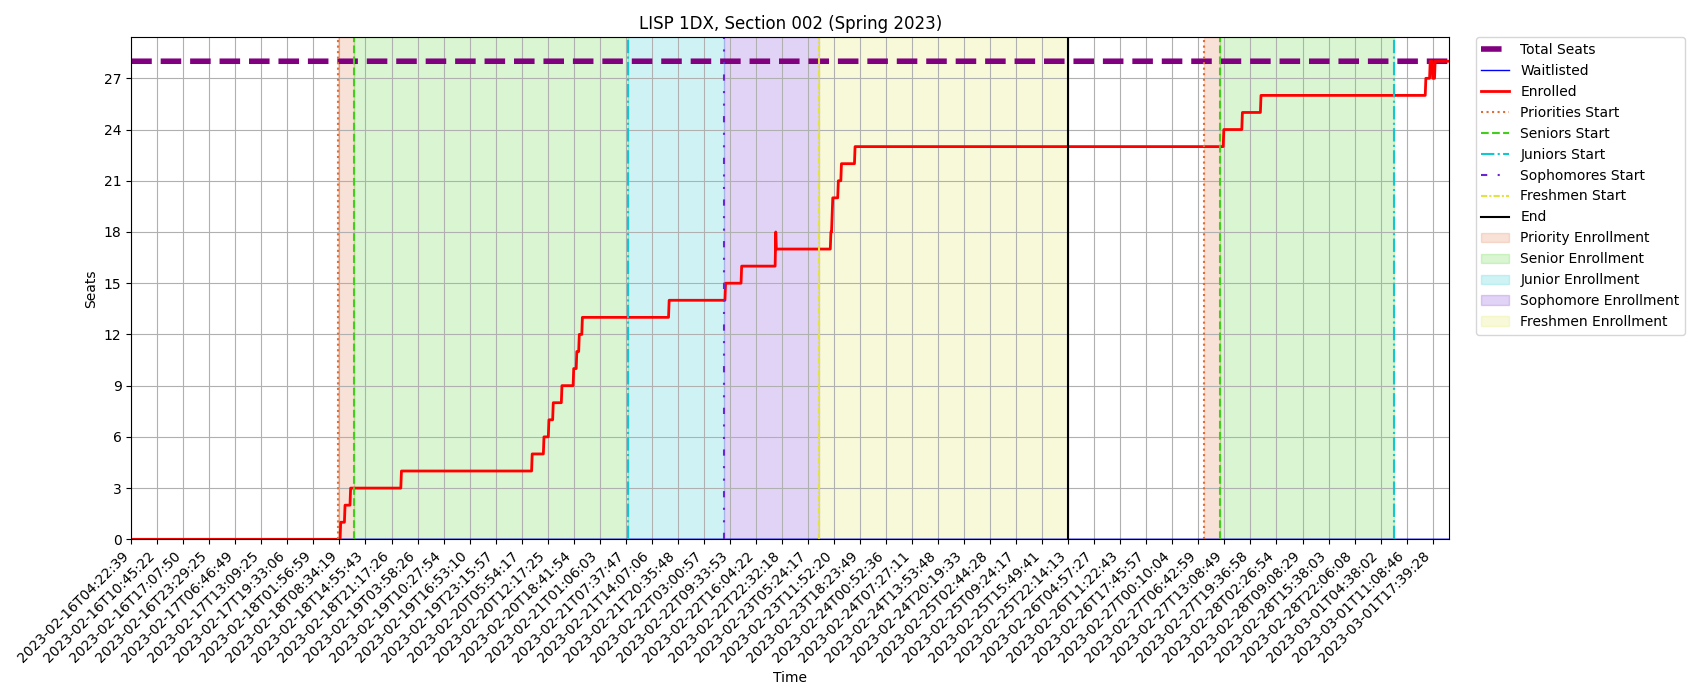 LISP 1DX, Section 002 (Spring 2023)
Total Seats
Waitlisted
Enrolled
Priorities Start
Seniors Start
Juniors Start
Sophomores Start
Freshmen Start
End
Priority Enrollment
Senior Enrollment
Junior Enrollment
Sophomore Enrollment
Freshmen Enrollment
Seats
27
24
21
18
15
12
9
6
3
0
2023-02-16T04:22:39
2023-02-16T10:45:22
2023-02-16T17:07:50
2023-02-16T23:29:25
2023-02-17T06:46:49
2023-02-17T13:09:25
2023-02-17T19:33:06
2023-02-18T01:56:59
2023-02-18T08:34:19
2023-02-18T14:55:43
2023-02-18T21:17:26
2023-02-19T03:58:26
2023-02-19T10:27:54
2023-02-19T16:53:10
2023-02-19T23:15:57
2023-02-20T05:54:17
2023-02-20T12:17:25
2023-02-20T18:41:54
2023-02-21T01:06:03
2023-02-21T07:37:47
2023-02-21T14:07:06
2023-02-21T20:35:48
2023-02-22T03:00:57
2023-02-22T09:33:53
2023-02-22T16:04:22
2023-02-22T22:32:18
2023-02-23T05:24:17
2023-02-23T11:52:20
2023-02-23T18:23:49
2023-02-24T00:52:36
2023-02-24T07:27:11
2023-02-24T13:53:48
2023-02-24T20:19:33
2023-02-25T02:44:28
2023-02-25T09:24:17
2023-02-25T15:49:41
2023-02-25T22:14:13
2023-02-26T04:57:27
2023-02-26T11:22:43
2023-02-26T17:45:57
2023-02-27T00:10:04
2023-02-27T06:42:59
2023-02-27T13:08:49
2023-02-27T19:36:58
2023-02-28T02:26:54
2023-02-28T09:08:29
2023-02-28T15:38:03
2023-02-28T22:06:08
2023-03-01T04:38:02
2023-03-01T11:08:46
2023-03-01T17:39:28
Time